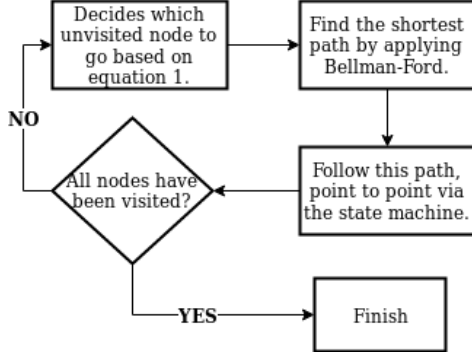 Decides which
unvisited node to
go based on
equation 1.
Find the shortest
path by applying
Bellman-Ford.
Follow this path,
point to point via
the state machine.
All nodes have
been visited?
NO
YES
Finish